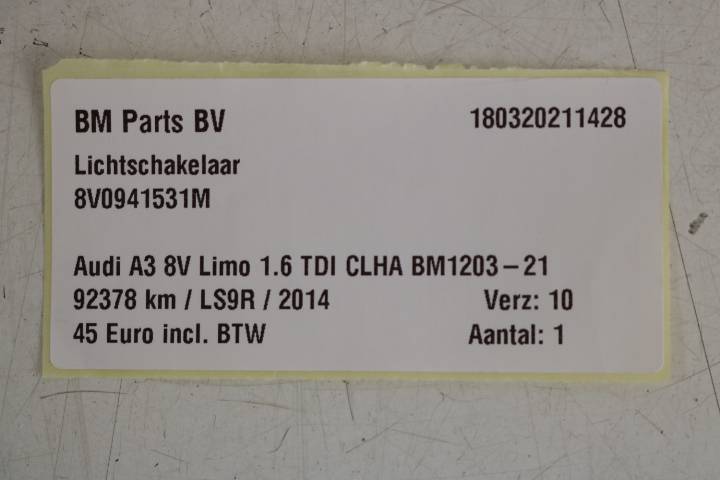 BM Parts BV 180320211428
Lichtschakelaar
8V0941531M
Audi A3 8V Limo 1.6 TDI CLHA BM1203-21
92378 km / LS9R / 2014 Verz: 10
45 Euro incl. BTW Aantal: 1